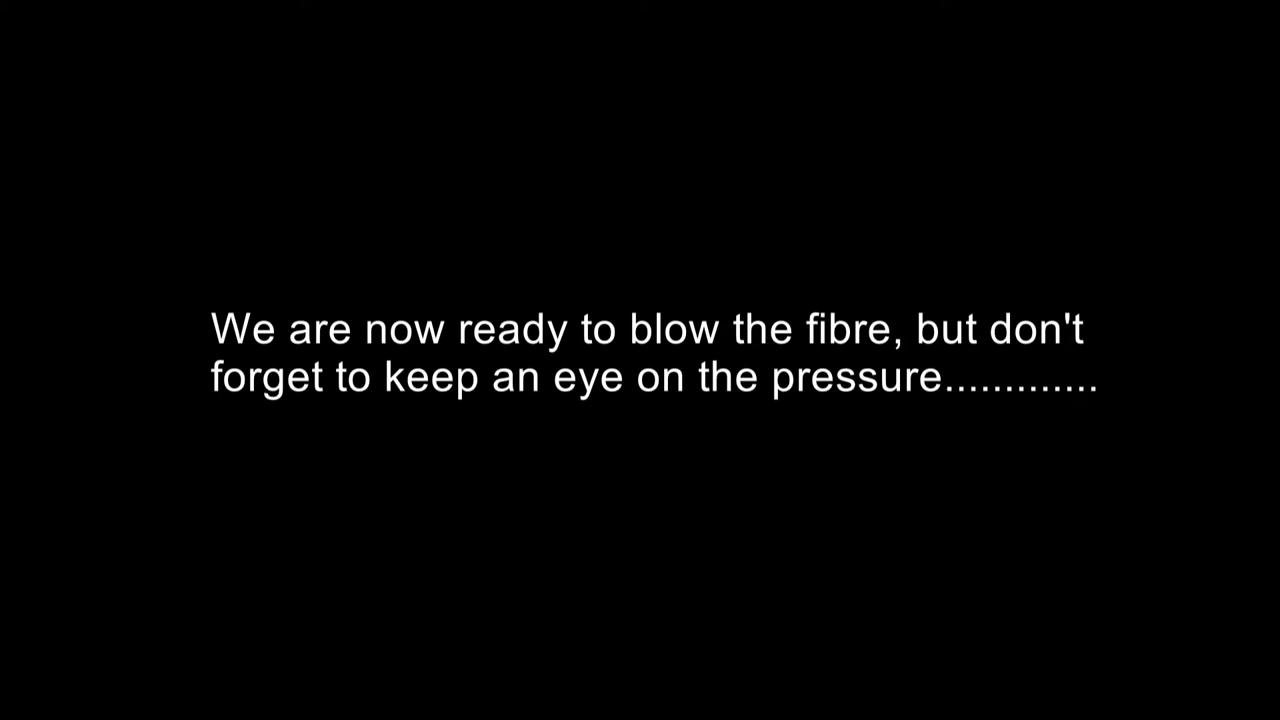 We are now ready to blow the fibre, but don't
forget to keep an eye on the pressure.............